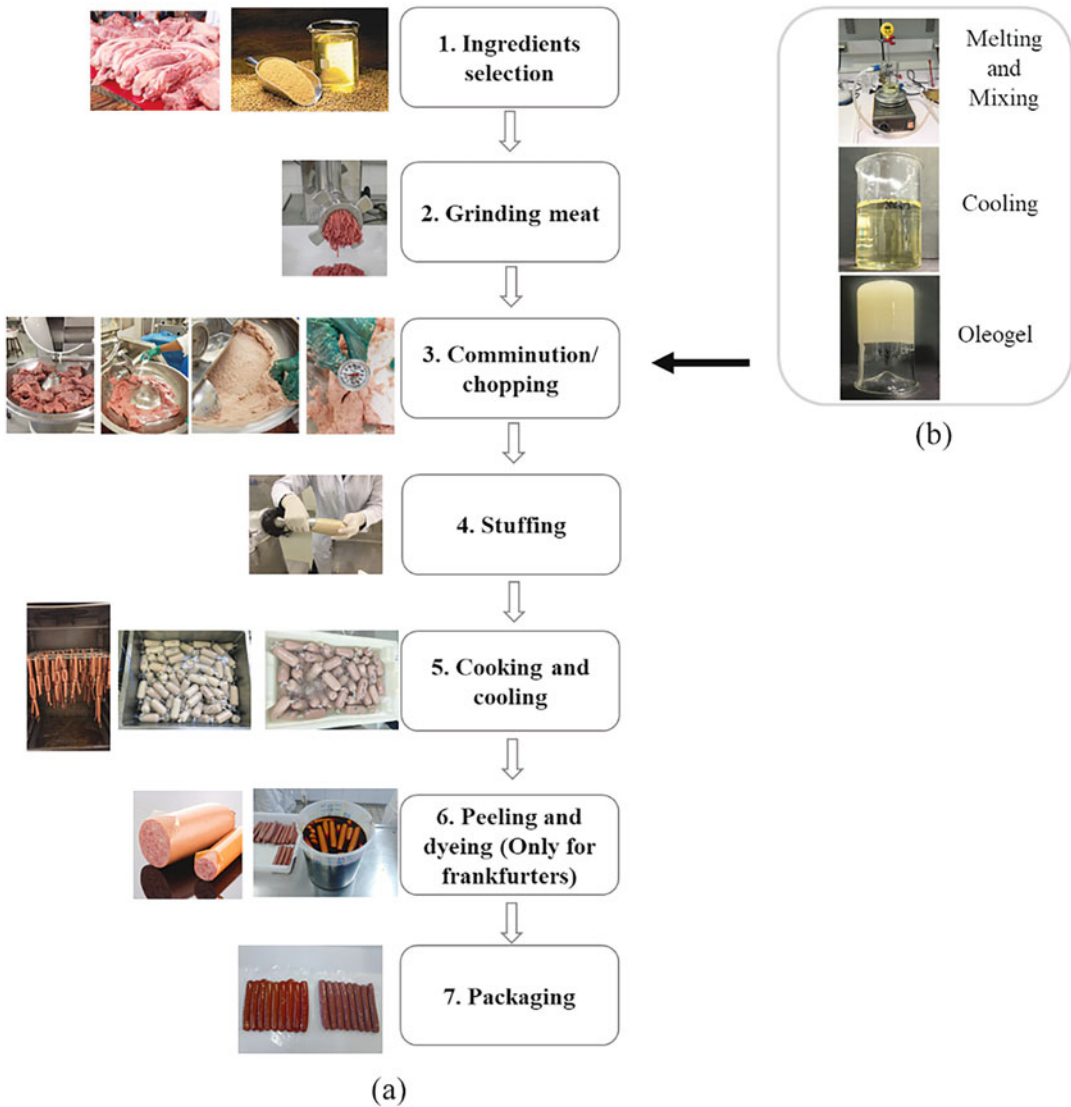 1. Ingredients
selection
2. Grinding meat
3. Comminution/
chopping
4. Stuffing
5. Cooking and
cooling
6. Peeling and
dyeing (Only for
frankfurters)
7. Packaging
(a)
Melting
and
Mixing
Cooling
Oleogel
(b)